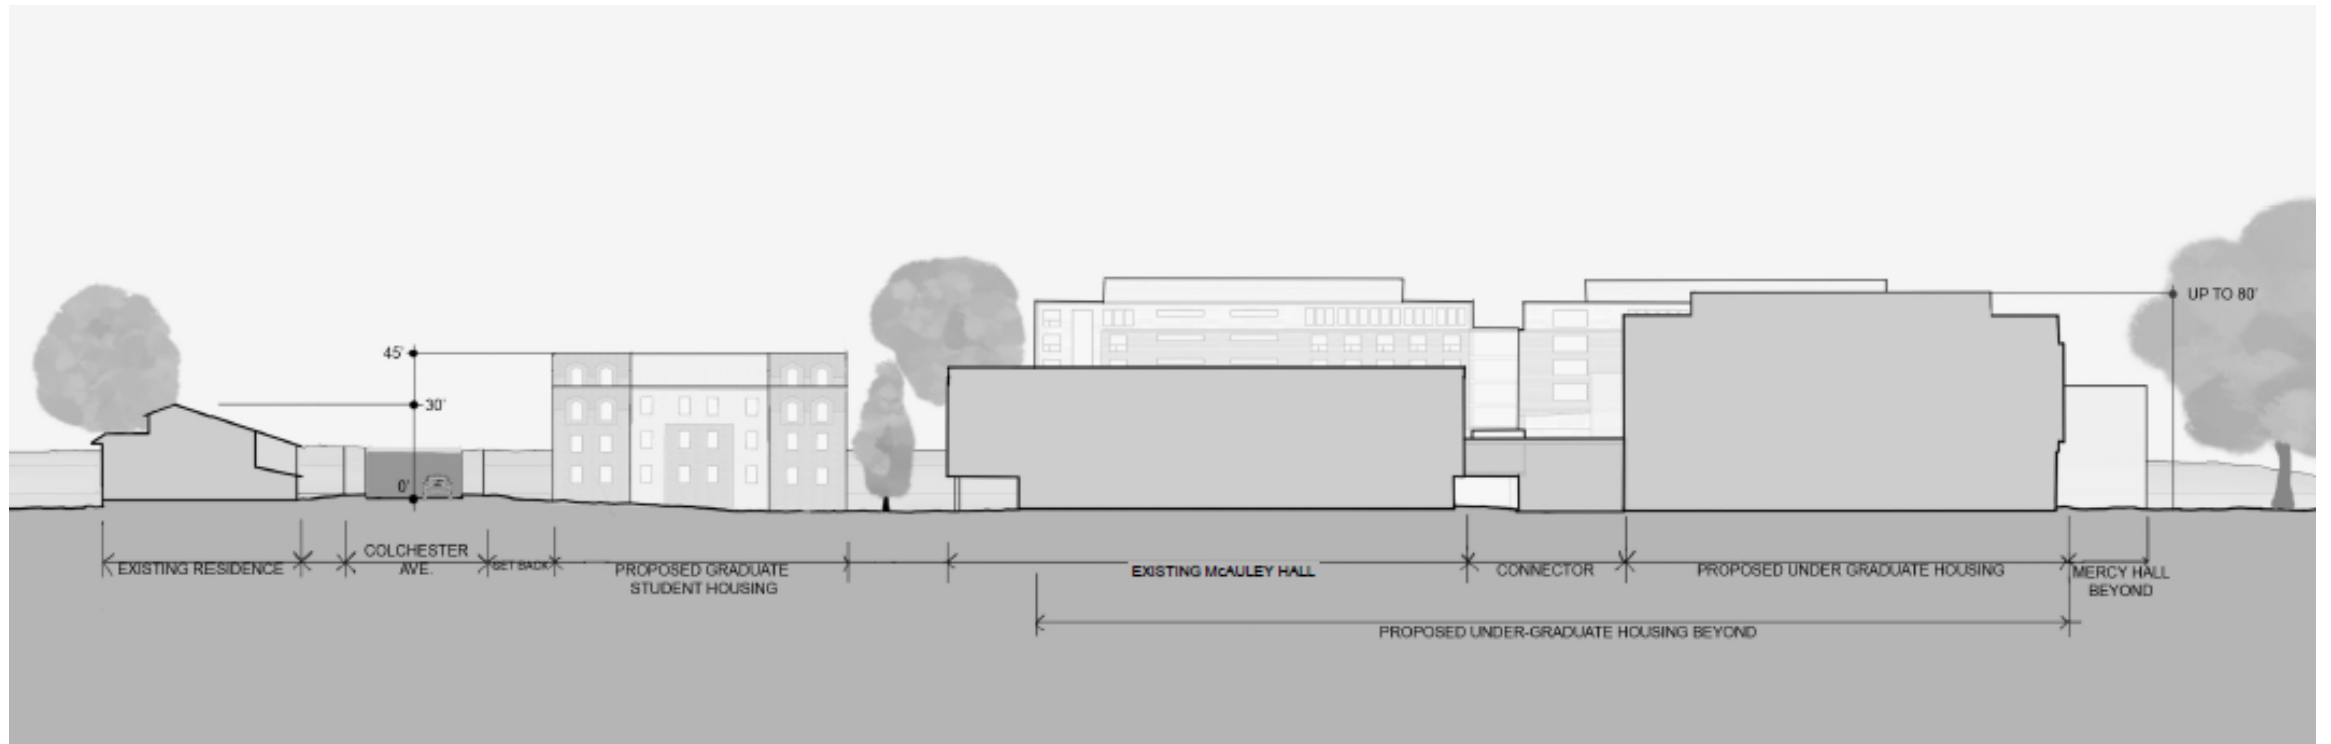 UP TO 80'
45'
30'
0'
COLCHESTER
AVE.
EXISTING RESIDENCE
SET BACK
PROPOSED GRADUATE
STUDENT HOUSING
EXISTING McAULEY HALL
CONNECTOR
PROPOSED UNDER GRADUATE HOUSING
MERCY HALL
BEYOND
PROPOSED UNDER-GRADUATE HOUSING BEYOND